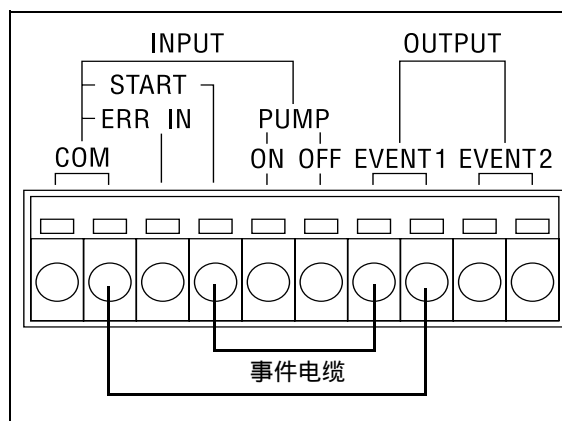 INPUT OUTPUT
START
ERR IN PUMP
COM ON OFF EVENT1 EVENT2
事件电缆